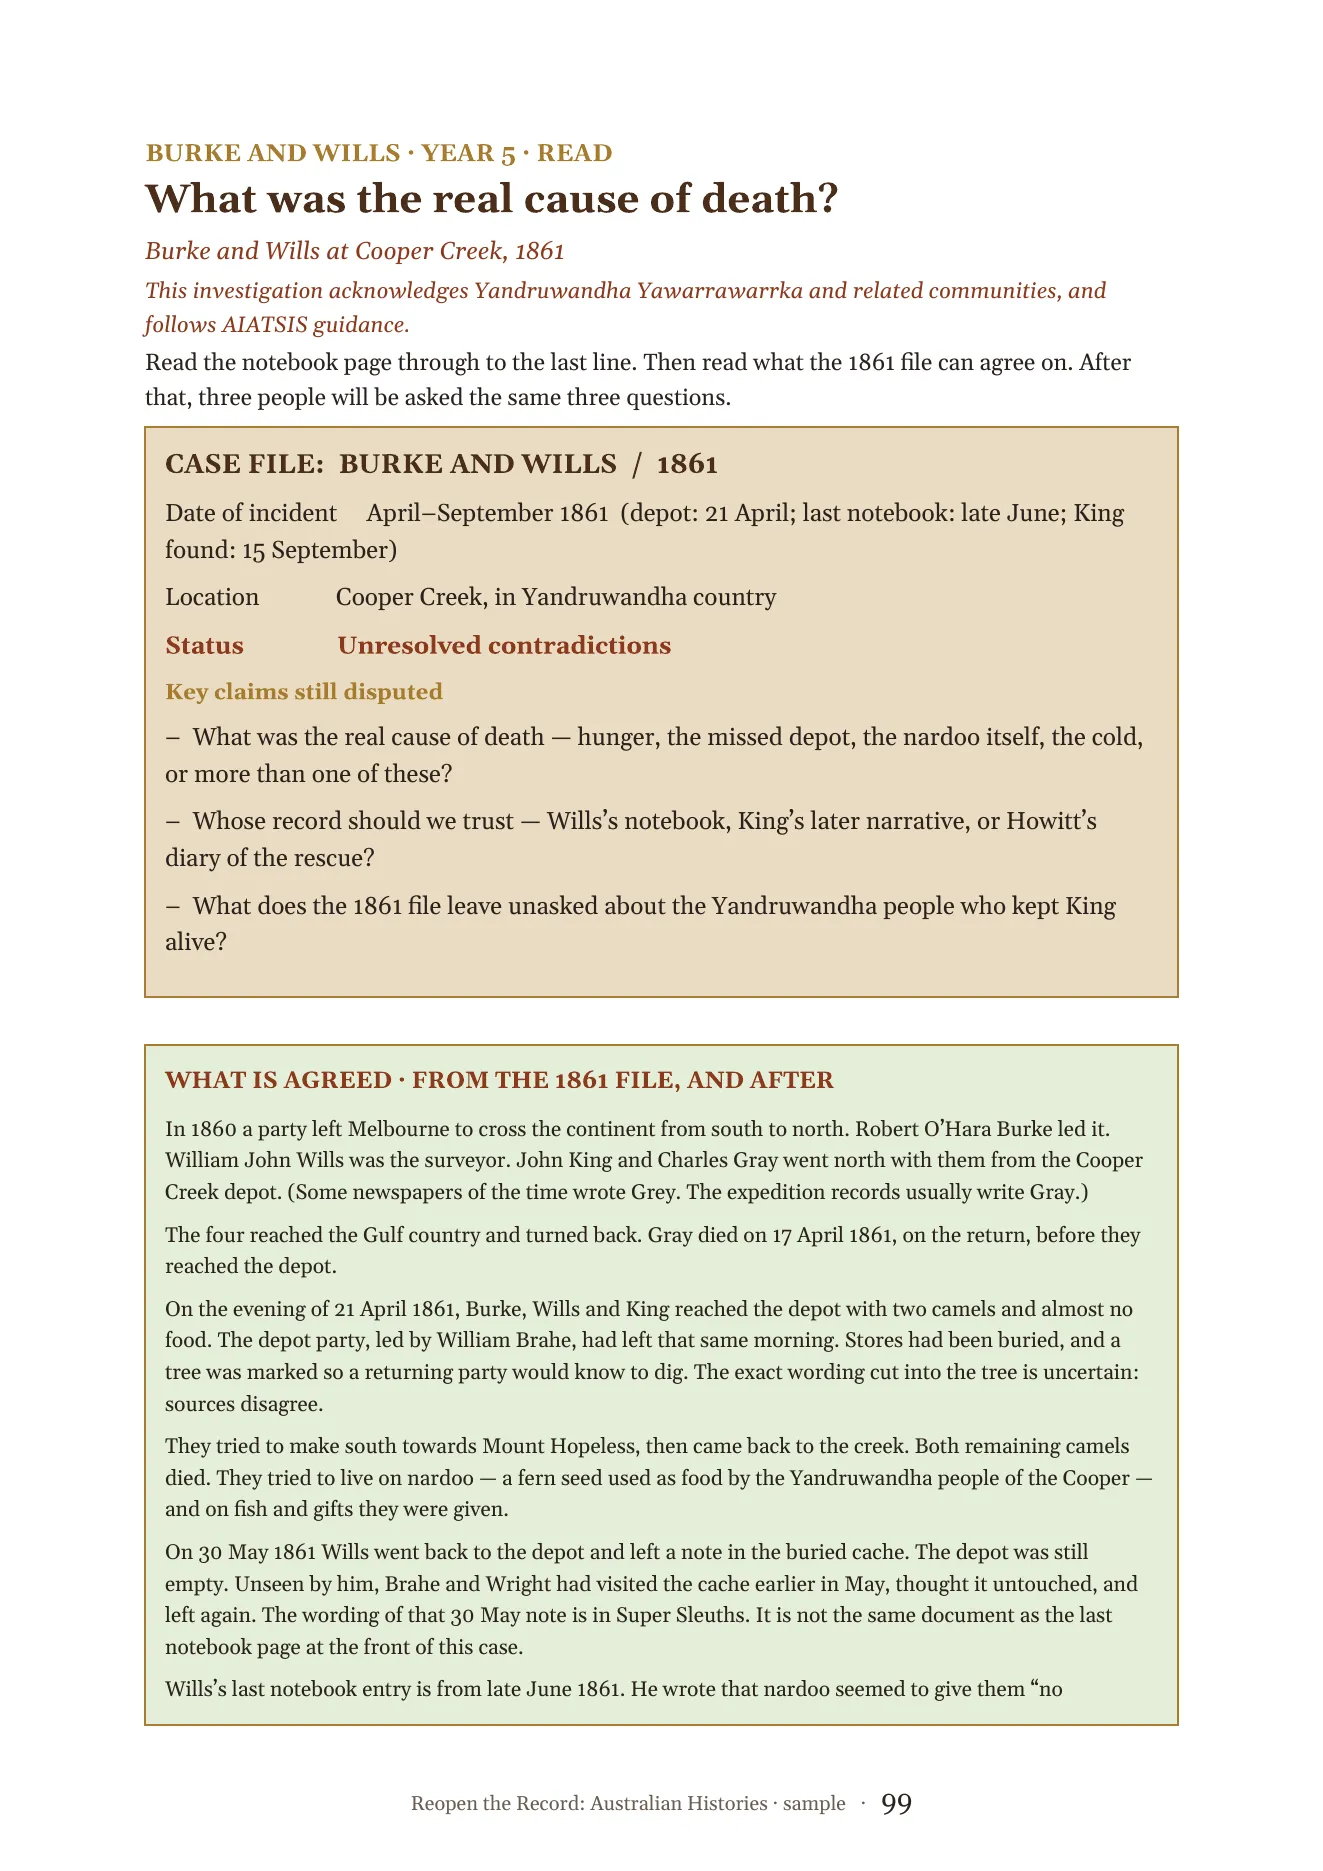 BURKE AND WILLS · YEAR 5 · READ
What was the real cause of death?
Burke and Wills at Cooper Creek, 1861
This investigation acknowledges Yandruwandha Yawarrawarrka and related communities, and
follows AIATSIS guidance.
Read the notebook page through to the last line. Then read what the 1861 file can agree on. After
that, three people will be asked the same three questions.
CASE FILE: BURKE AND WILLS / 1861
Date of incident April–September 1861 (depot: 21 April; last notebook: late June; King
found: 15 September)
Location Cooper Creek, in Yandruwandha country
Status Unresolved contradictions
Key claims still disputed
– What was the real cause of death — hunger, the missed depot, the nardoo itself, the cold,
or more than one of these?
– Whose record should we trust — Wills’s notebook, King’s later narrative, or Howitt’s
diary of the rescue?
– What does the 1861 file leave unasked about the Yandruwandha people who kept King
alive?
WHAT IS AGREED · FROM THE 1861 FILE, AND AFTER
In 1860 a party left Melbourne to cross the continent from south to north. Robert O’Hara Burke led it.
William John Wills was the surveyor. John King and Charles Gray went north with them from the Cooper
Creek depot. (Some newspapers of the time wrote Grey. The expedition records usually write Gray.)
The four reached the Gulf country and turned back. Gray died on 17 April 1861, on the return, before they
reached the depot.
On the evening of 21 April 1861, Burke, Wills and King reached the depot with two camels and almost no
food. The depot party, led by William Brahe, had left that same morning. Stores had been buried, and a
tree was marked so a returning party would know to dig. The exact wording cut into the tree is uncertain:
sources disagree.
They tried to make south towards Mount Hopeless, then came back to the creek. Both remaining camels
died. They tried to live on nardoo — a fern seed used as food by the Yandruwandha people of the Cooper —
and on fish and gifts they were given.
On 30 May 1861 Wills went back to the depot and left a note in the buried cache. The depot was still
empty. Unseen by him, Brahe and Wright had visited the cache earlier in May, thought it untouched, and
left again. The wording of that 30 May note is in Super Sleuths. It is not the same document as the last
notebook page at the front of this case.
Wills’s last notebook entry is from late June 1861. He wrote that nardoo seemed to give them “no
Reopen the Record: Australian Histories · sample · 99